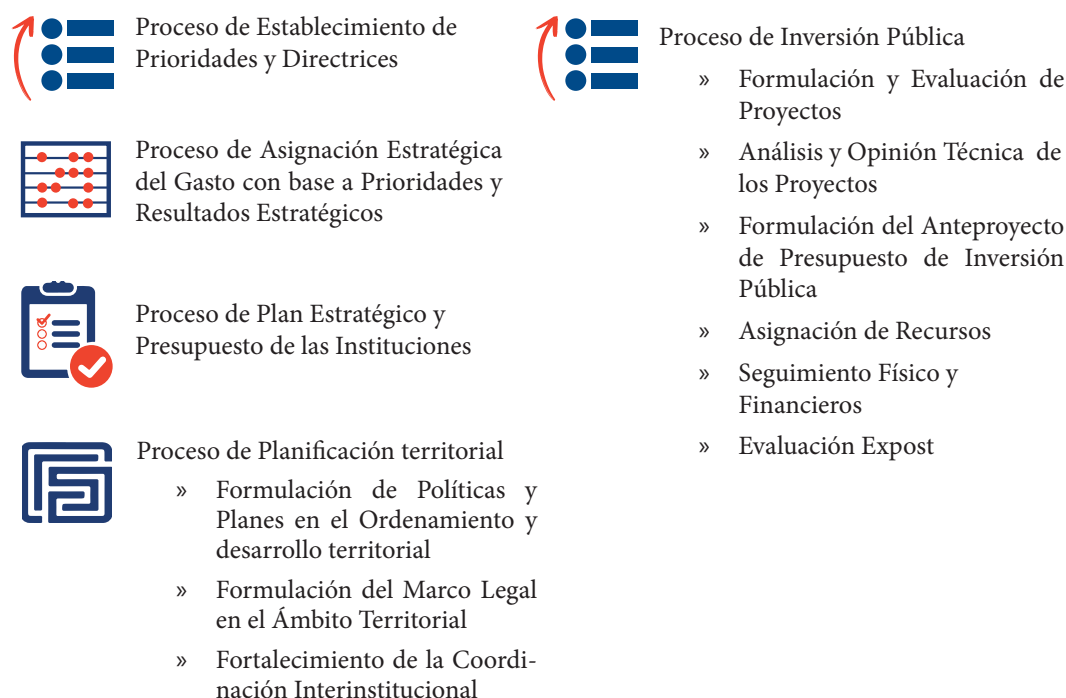 Proceso de Establecimiento de
Prioridades y Directrices
Proceso de Asignación Estratégica
del Gasto con base a Prioridades y
Resultados Estratégicos
Proceso de Plan Estratégico y
Presupuesto de las Instituciones
Proceso de Planificación territorial
» Formulación de Políticas y
Planes en el Ordenamiento y
desarrollo territorial
» Formulación del Marco Legal
en el Ámbito Territorial
» Fortalecimiento de la Coordi-
nación Interinstitucional
Proceso de Inversión Pública
» Formulación y Evaluación de
Proyectos
» Análisis y Opinión Técnica de
los Proyectos
» Formulación del Anteproyecto
de Presupuesto de Inversión
Pública
» Asignación de Recursos
» Seguimiento Físico y
Financieros
» Evaluación Expost